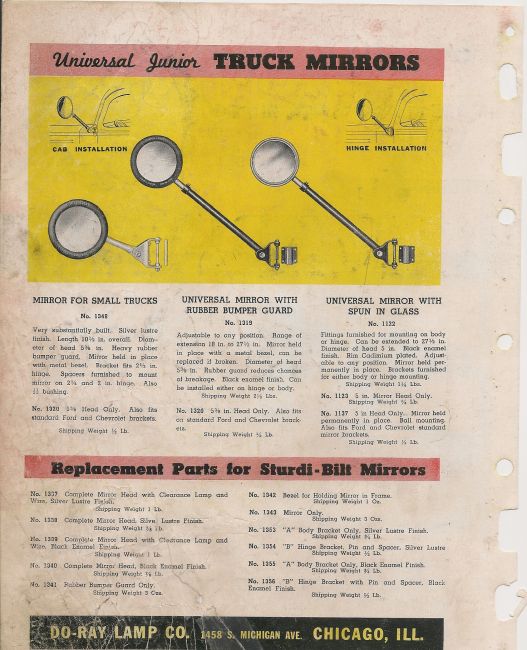 Universal Junior TRUCK MIRRORS
CAB INSTALLATION
HINGE INSTALLATION
MIRROR FOR SMALL TRUCKS
No. 1348
Very substantially built. Silver lustre
finish. Length 10½ in. overall. Diam-
eter of head 5⅜ in. Heavy rubber
bumper guard. Mirror held in place
with metal bezel. Bracket fits 2½ in.
hinge. Spacers furnished to mount
mirror on 2¼ and 2 in. hinge. Also
bushing.
No. 1320 5⅜ Head Only. Also fits
standard Ford and Chevrolet brackets.
Shipping Weight ½ Lb.
UNIVERSAL MIRROR WITH
RUBBER BUMPER GUARD
No. 1319
Adjustable to any position. Range of
extension 18 in. to 27½ in. Mirror held
in place with a metal bezel, can be
replaced if broken. Diameter of head
5⅜ in. Rubber guard reduces chances
of breakage. Black enamel finish. Can
be installed either on hinge or body.
Shipping Weight 2½ Lbs.
No. 1320 5⅜ in. Head Only. Also fits
on standard Ford and Chevrolet brack-
ets.
Shipping Weight ½ Lb.
UNIVERSAL MIRROR WITH
SPUN IN GLASS
No. 1122
Fittings furnished for mounting on body
or hinge. Can be extended to 27½ in.
Diameter of head 5 in. Black enamel
finish. Rim Cadmium plated. Adjust-
able to any position. Mirror held per-
manently in place. Brackets furnished
for either body or hinge mounting.
Shipping Weight Lbs.
No. 1123 5 in. Mirror Head Only.
Shipping Weight Lb.
No. 1137 5 in. Head Only. Mirror held
permanently in place. Ball mounting.
Also fits Ford and Chevrolet standard
mirror brackets.
Shipping Weight ½ Lb.
Replacement Parts for Sturdi-Bilt Mirrors
No. 1337 Complete Mirror Head with Clearance Lamp and
Wire, Silver Lustre Finish.
Shipping Weight 1 Lb.
No. 1338 Complete Mirror Head, Silver Lustre Finish.
Shipping Weight Lb.
No. 1339 Complete Mirror Head with Clearance Lamp and
Wire, Black Enamel Finish.
Shipping Weight 1 Lb.
No. 1340 Complete Mirror Head, Black Enamel Finish.
Shipping Weight Lb.
No. 1341 Rubber Bumper Guard Only.
Shipping Weight 3 Ozs.
No. 1342 Bezel for Holding Mirror in Frame.
Shipping Weight 1 Oz.
No. 1343 Mirror Only.
Shipping Weight 3 Ozs.
No. 1353 "A" Body Bracket Only, Silver Lustre Finish.
Shipping Weight Lb.
No. 1354 "B" Hinge Bracket, Pin and Spacer, Silver Lustre
Shipping Weight ½ Lb.
No. 1355 "A" Body Bracket Only, Black Enamel Finish.
Shipping Weight Lb.
No. 1356 "B" Hinge Bracket with Pin and Spacer, Black
Enamel Finish.
Shipping Weight ½ Lb.
DO-RAY LAMP CO. 1458 S. MICHIGAN AVE. CHICAGO, ILL.